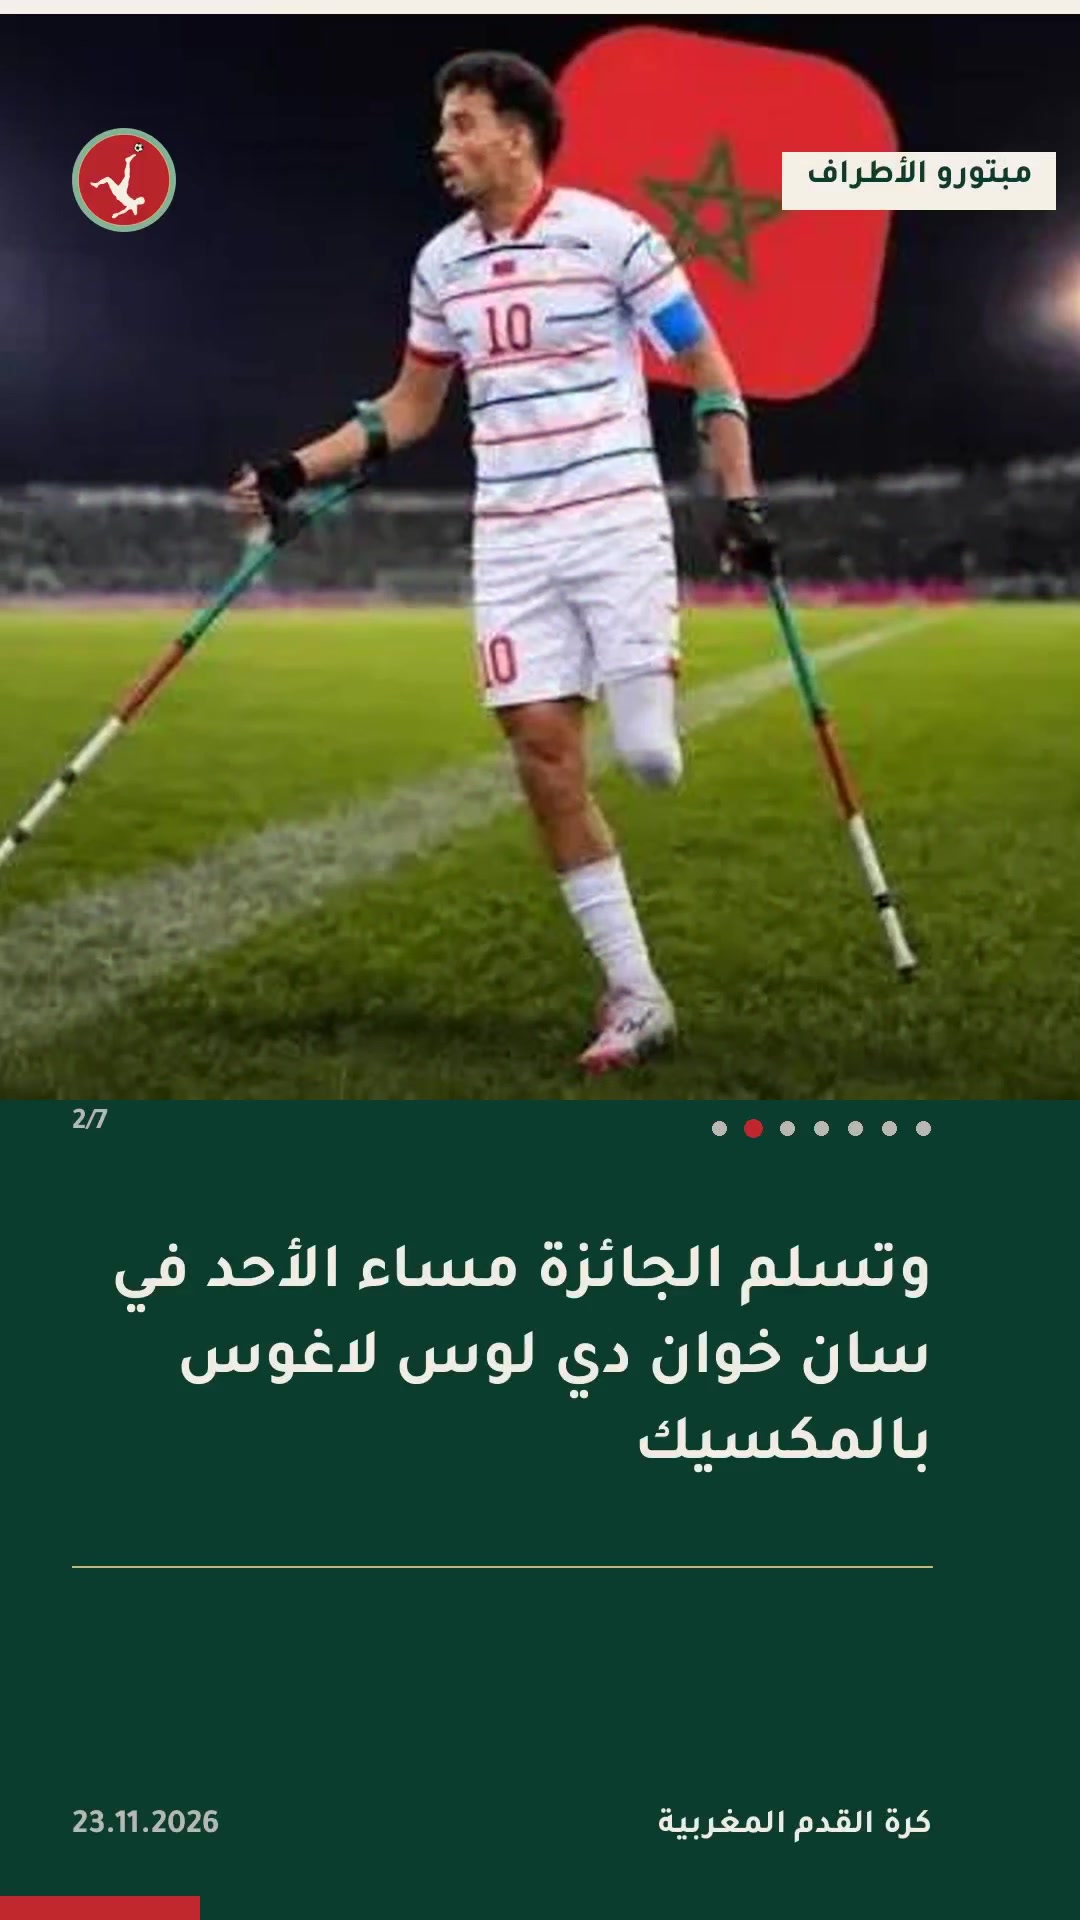 مبتورو الأطراف
10
10
2/7
وتسلم الجائزة مساء الأحد في
سان خوان دي لوس لاغوس
بالمكسيك
كرة القدم المغربية
23.11.2026